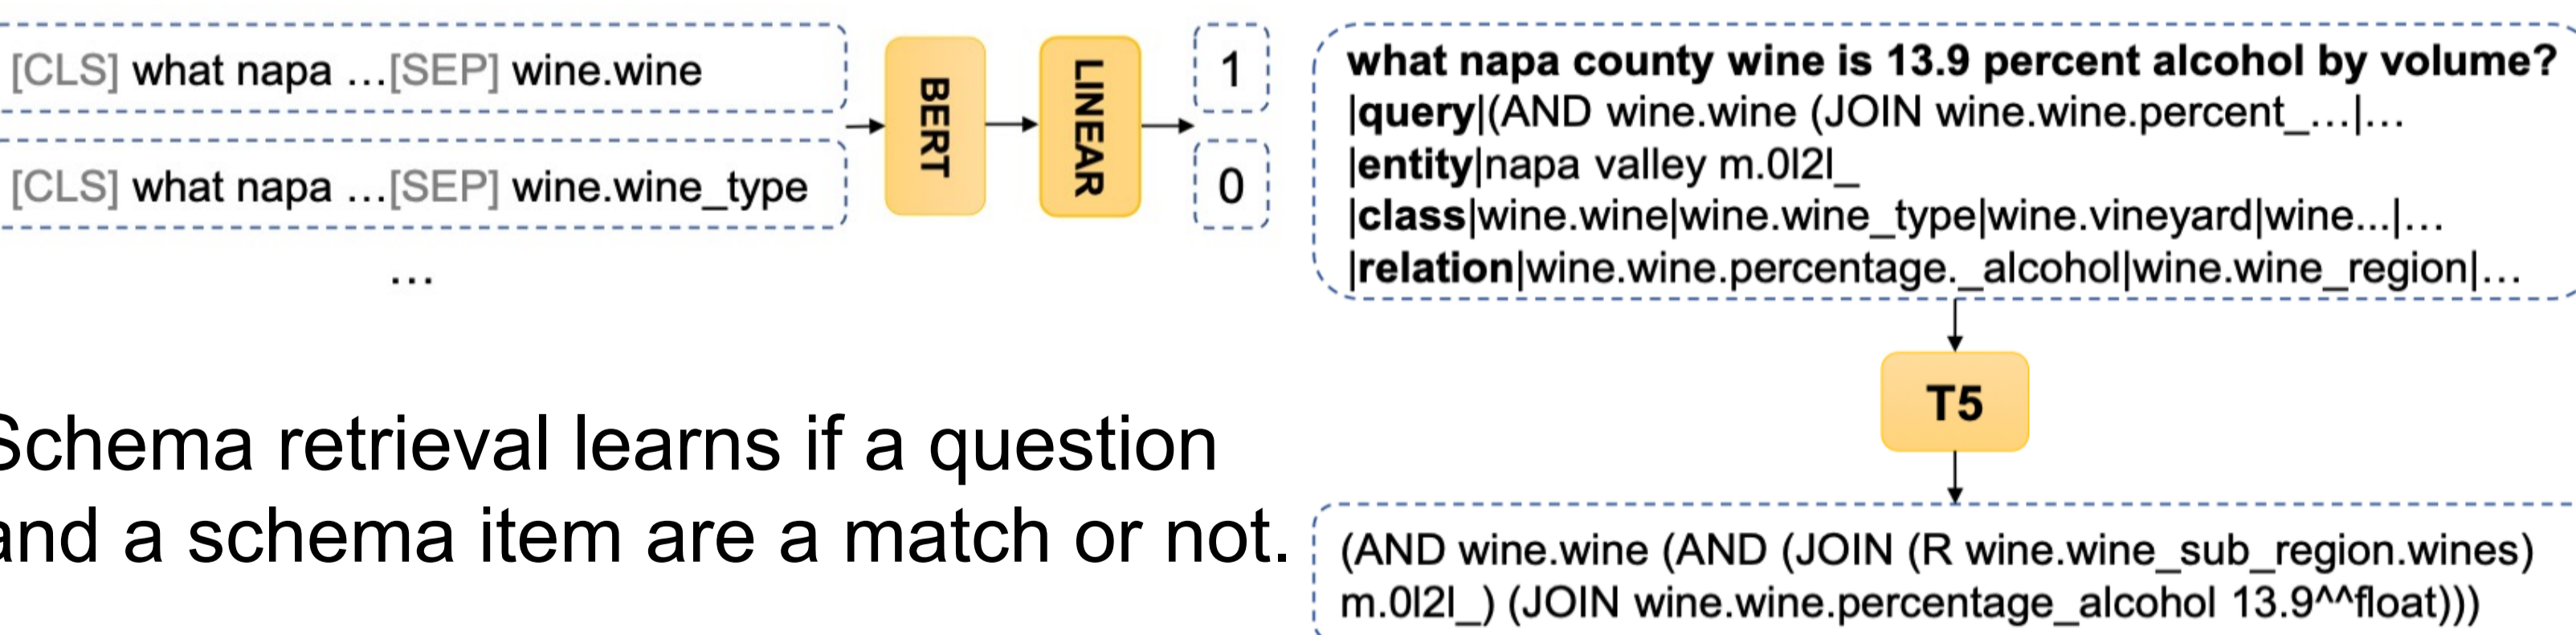 [CLS] what napa ...[SEP] wine.wine
[CLS] what napa ...[SEP] wine.wine_type
...
BERT
LINEAR
1
0
Schema retrieval learns if a question
and a schema item are a match or not.
what napa county wine is 13.9 percent alcohol by volume?
|query|(AND wine.wine (JOIN wine.wine.percent_...|...
|entity|napa valley m.0l2l_
|class|wine.wine|wine.wine_type|wine.vineyard|wine...|...
|relation|wine.wine.percentage._alcohol|wine.wine_region|...
T5
(AND wine.wine (AND (JOIN (R wine.wine_sub_region.wines)
m.0l2l_) (JOIN wine.wine.percentage_alcohol 13.9^^float)))